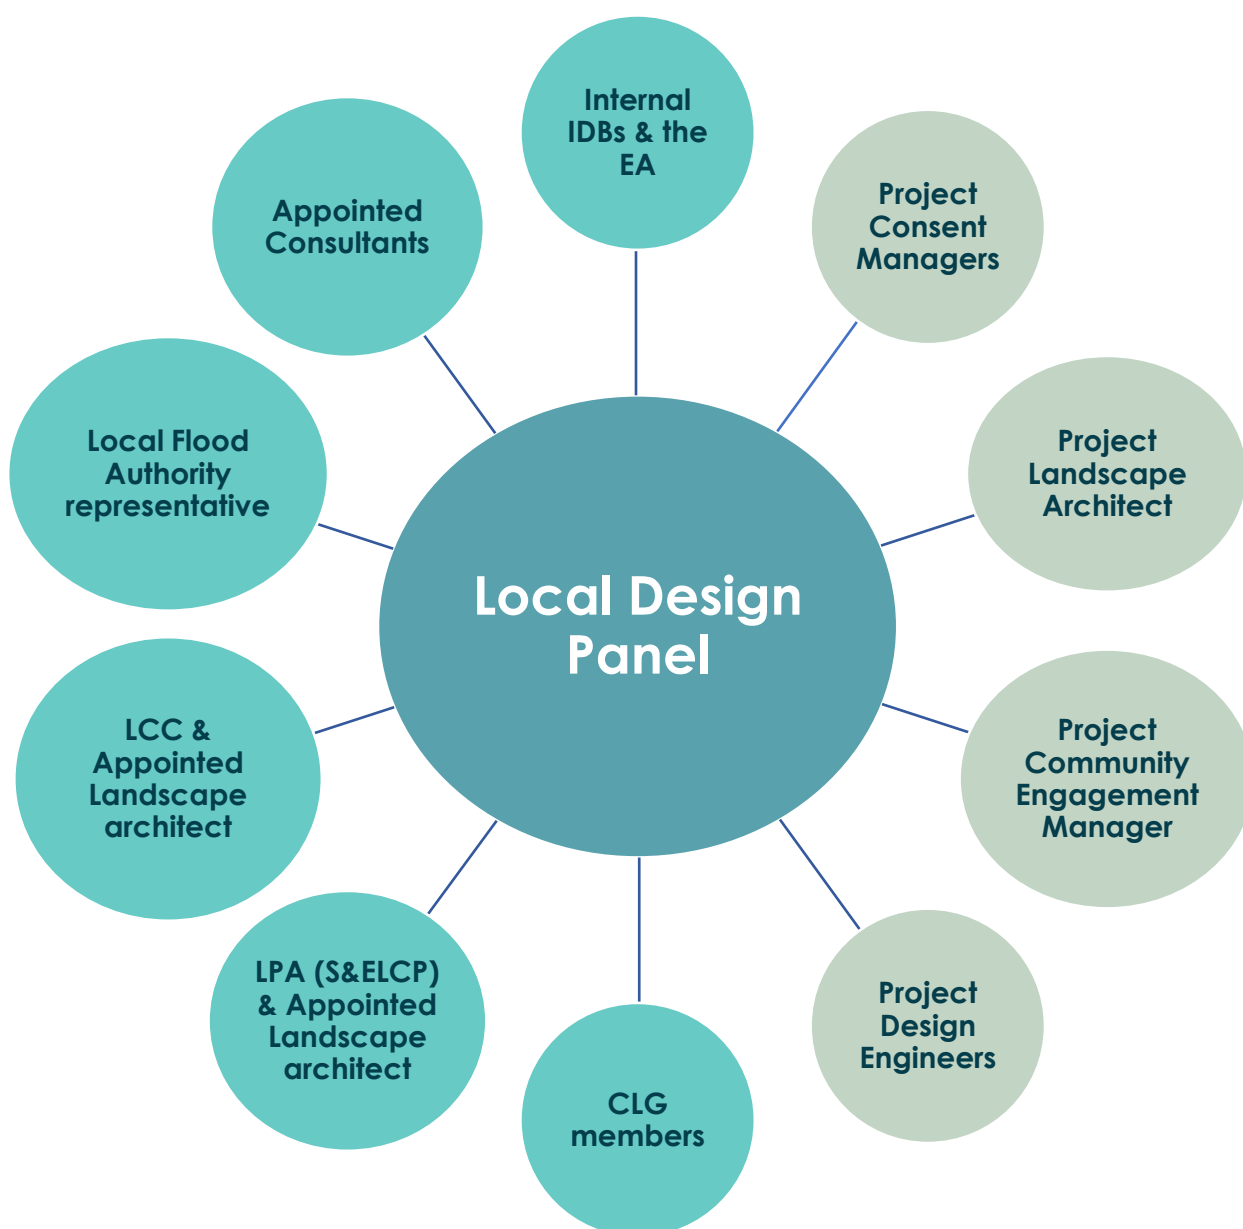 Internal
IDBs & the
EA
Project
Consent
Managers
Project
Landscape
Architect
Project
Community
Engagement
Manager
Project
Design
Engineers
CLG
members
LPA (S&ELCP)
& Appointed
Landscape
architect
LCC &
Appointed
Landscape
architect
Local Flood
Authority
representative
Appointed
Consultants
Local Design
Panel